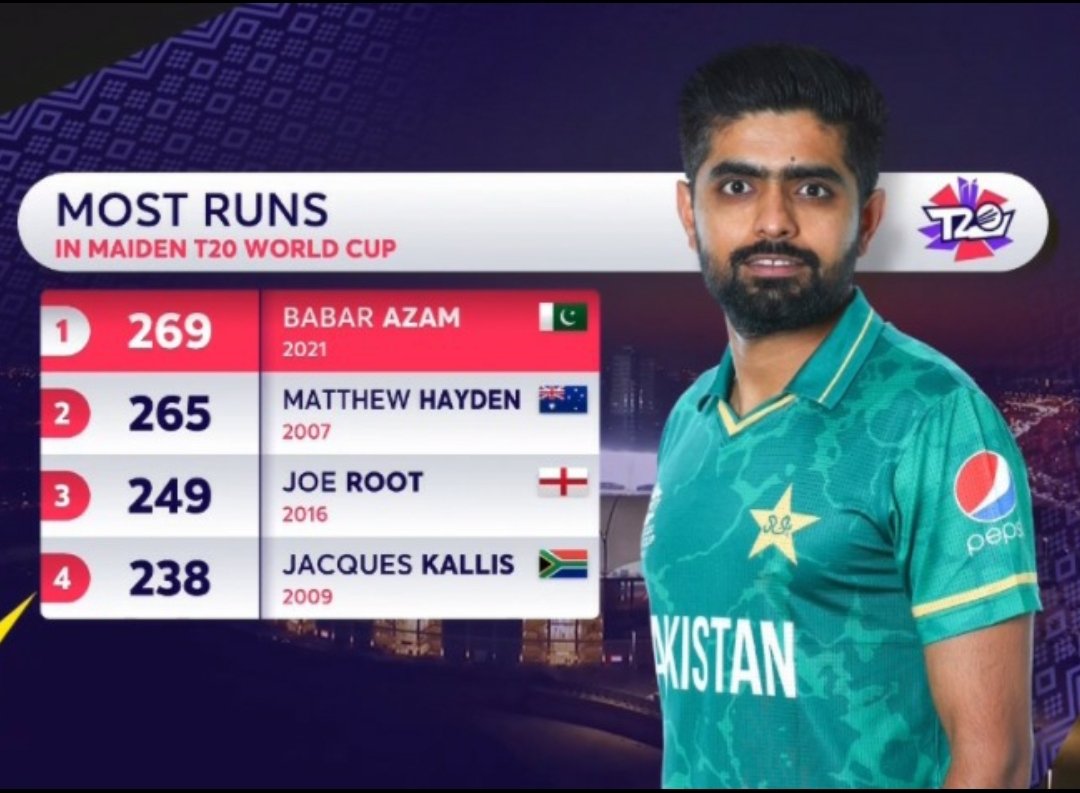 MOST RUNS
IN MAIDEN T20 WORLD CUP
T20
1 269 BABAR AZAM
2021
2 265 MATTHEW HAYDEN
2007
3 249 JOE ROOT
2016
4 238 JACQUES KALLIS
2009
pepsi
PAKISTAN